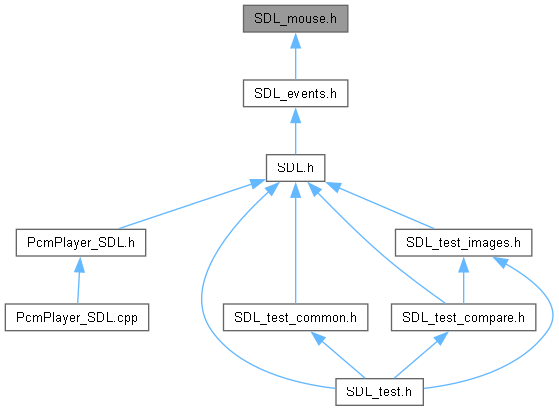 SDL_mouse.h
SDL_events.h
SDL.h
PcmPlayer_SDL.h
SDL_test_images.h
PcmPlayer_SDL.cpp
SDL_test_common.h
SDL_test_compare.h
SDL_test.h